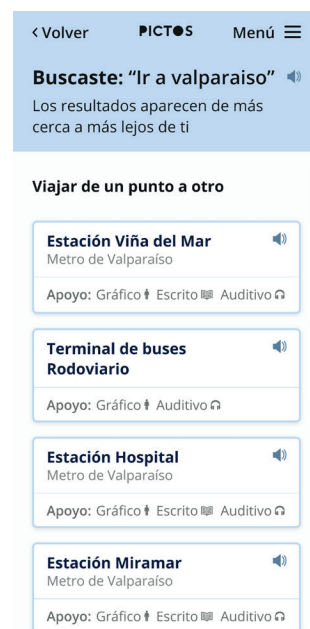 < Volver PICTOS Menú
Buscaste: “Ir a valparaiso”
Los resultados aparecen de más
cerca a más lejos de ti
Viajar de un punto a otro
Estación Viña del Mar
Metro de Valparaíso
Apoyo: Gráfico Escrito Auditivo
Terminal de buses
Rodoviario
Apoyo: Gráfico Auditivo
Estación Hospital
Metro de Valparaíso
Apoyo: Gráfico Escrito Auditivo
Estación Miramar
Metro de Valparaíso
Apoyo: Gráfico Escrito Auditivo